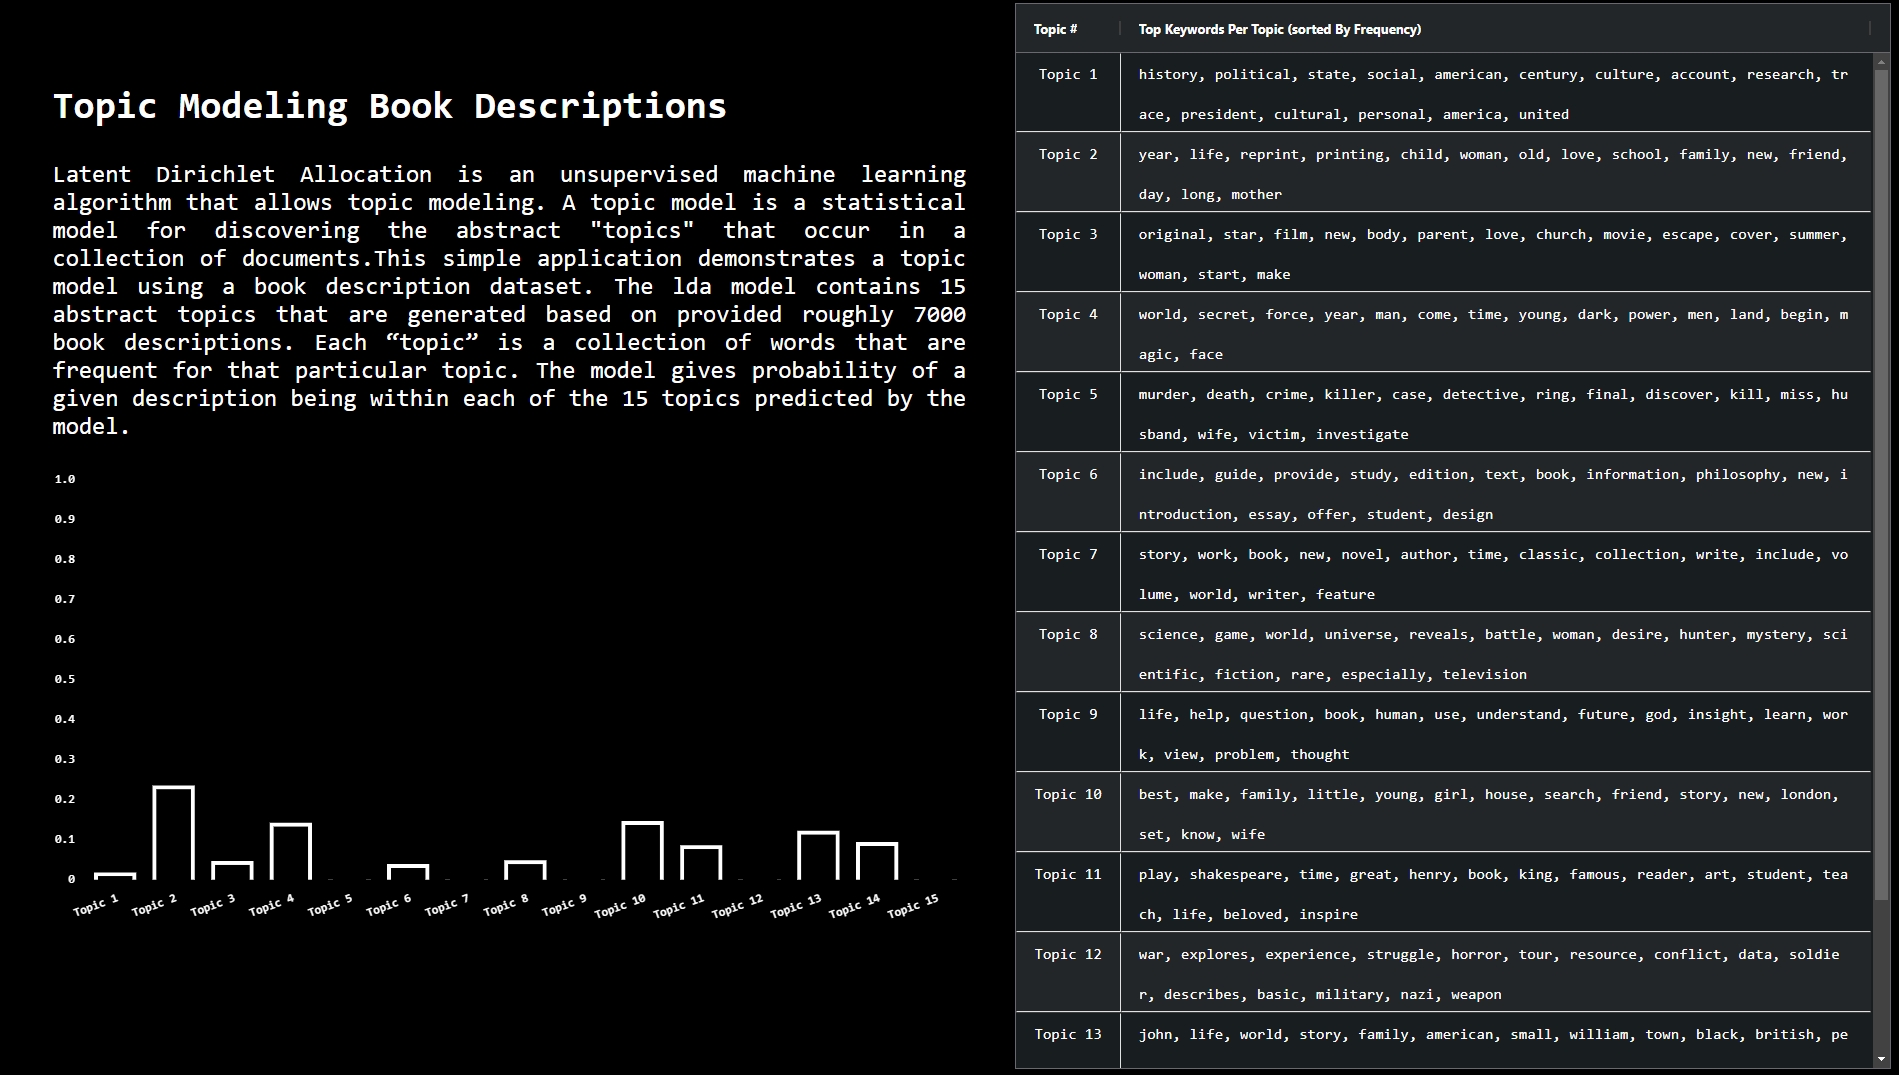 Topic Modeling Book Descriptions
Latent Dirichlet Allocation is an unsupervised machine learning
algorithm that allows topic modeling. A topic model is a statistical
model for discovering the abstract "topics" that occur in a
collection of documents.This simple application demonstrates a topic
model using a book description dataset. The lda model contains 15
abstract topics that are generated based on provided roughly 7000
book descriptions. Each “topic” is a collection of words that are
frequent for that particular topic. The model gives probability of a
given description being within each of the 15 topics predicted by the
model.
1.0
0.9
0.8
0.7
0.6
0.5
0.4
0.3
0.2
0.1
0
Topic 1 Topic 2 Topic 3 Topic 4 Topic 5 Topic 6 Topic 7 Topic 8 Topic 9 Topic 10 Topic 11 Topic 12 Topic 13 Topic 14 Topic 15
Topic # Top Keywords Per Topic (sorted By Frequency)
Topic 1 history, political, state, social, american, century, culture, account, research, tr
ace, president, cultural, personal, america, united
Topic 2 year, life, reprint, printing, child, woman, old, love, school, family, new, friend,
day, long, mother
Topic 3 original, star, film, new, body, parent, love, church, movie, escape, cover, summer,
woman, start, make
Topic 4 world, secret, force, year, man, come, time, young, dark, power, men, land, begin, m
agic, face
Topic 5 murder, death, crime, killer, case, detective, ring, final, discover, kill, miss, hu
sband, wife, victim, investigate
Topic 6 include, guide, provide, study, edition, text, book, information, philosophy, new, i
ntroduction, essay, offer, student, design
Topic 7 story, work, book, new, novel, author, time, classic, collection, write, include, vo
lume, world, writer, feature
Topic 8 science, game, world, universe, reveals, battle, woman, desire, hunter, mystery, sci
entific, fiction, rare, especially, television
Topic 9 life, help, question, book, human, use, understand, future, god, insight, learn, wor
k, view, problem, thought
Topic 10 best, make, family, little, young, girl, house, search, friend, story, new, london,
set, know, wife
Topic 11 play, shakespeare, time, great, henry, book, king, famous, reader, art, student, tea
ch, life, beloved, inspire
Topic 12 war, explores, experience, struggle, horror, tour, resource, conflict, data, soldie
r, describes, basic, military, nazi, weapon
Topic 13 john, life, world, story, family, american, small, william, town, black, british, pe